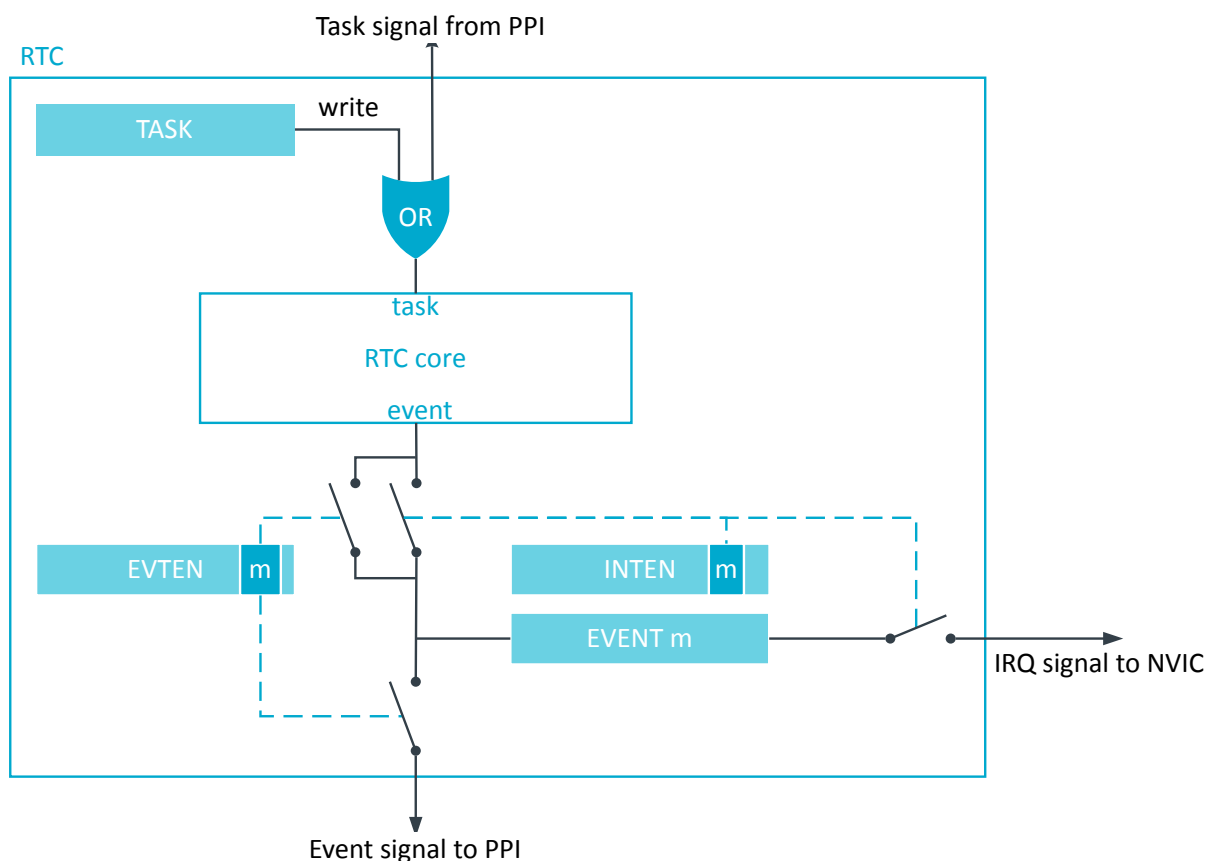 Task signal from PPI
RTC
write
TASK
OR
task
RTC core
event
EVTEN
m
INTEN
m
EVENT m
IRQ signal to NVIC
Event signal to PPI